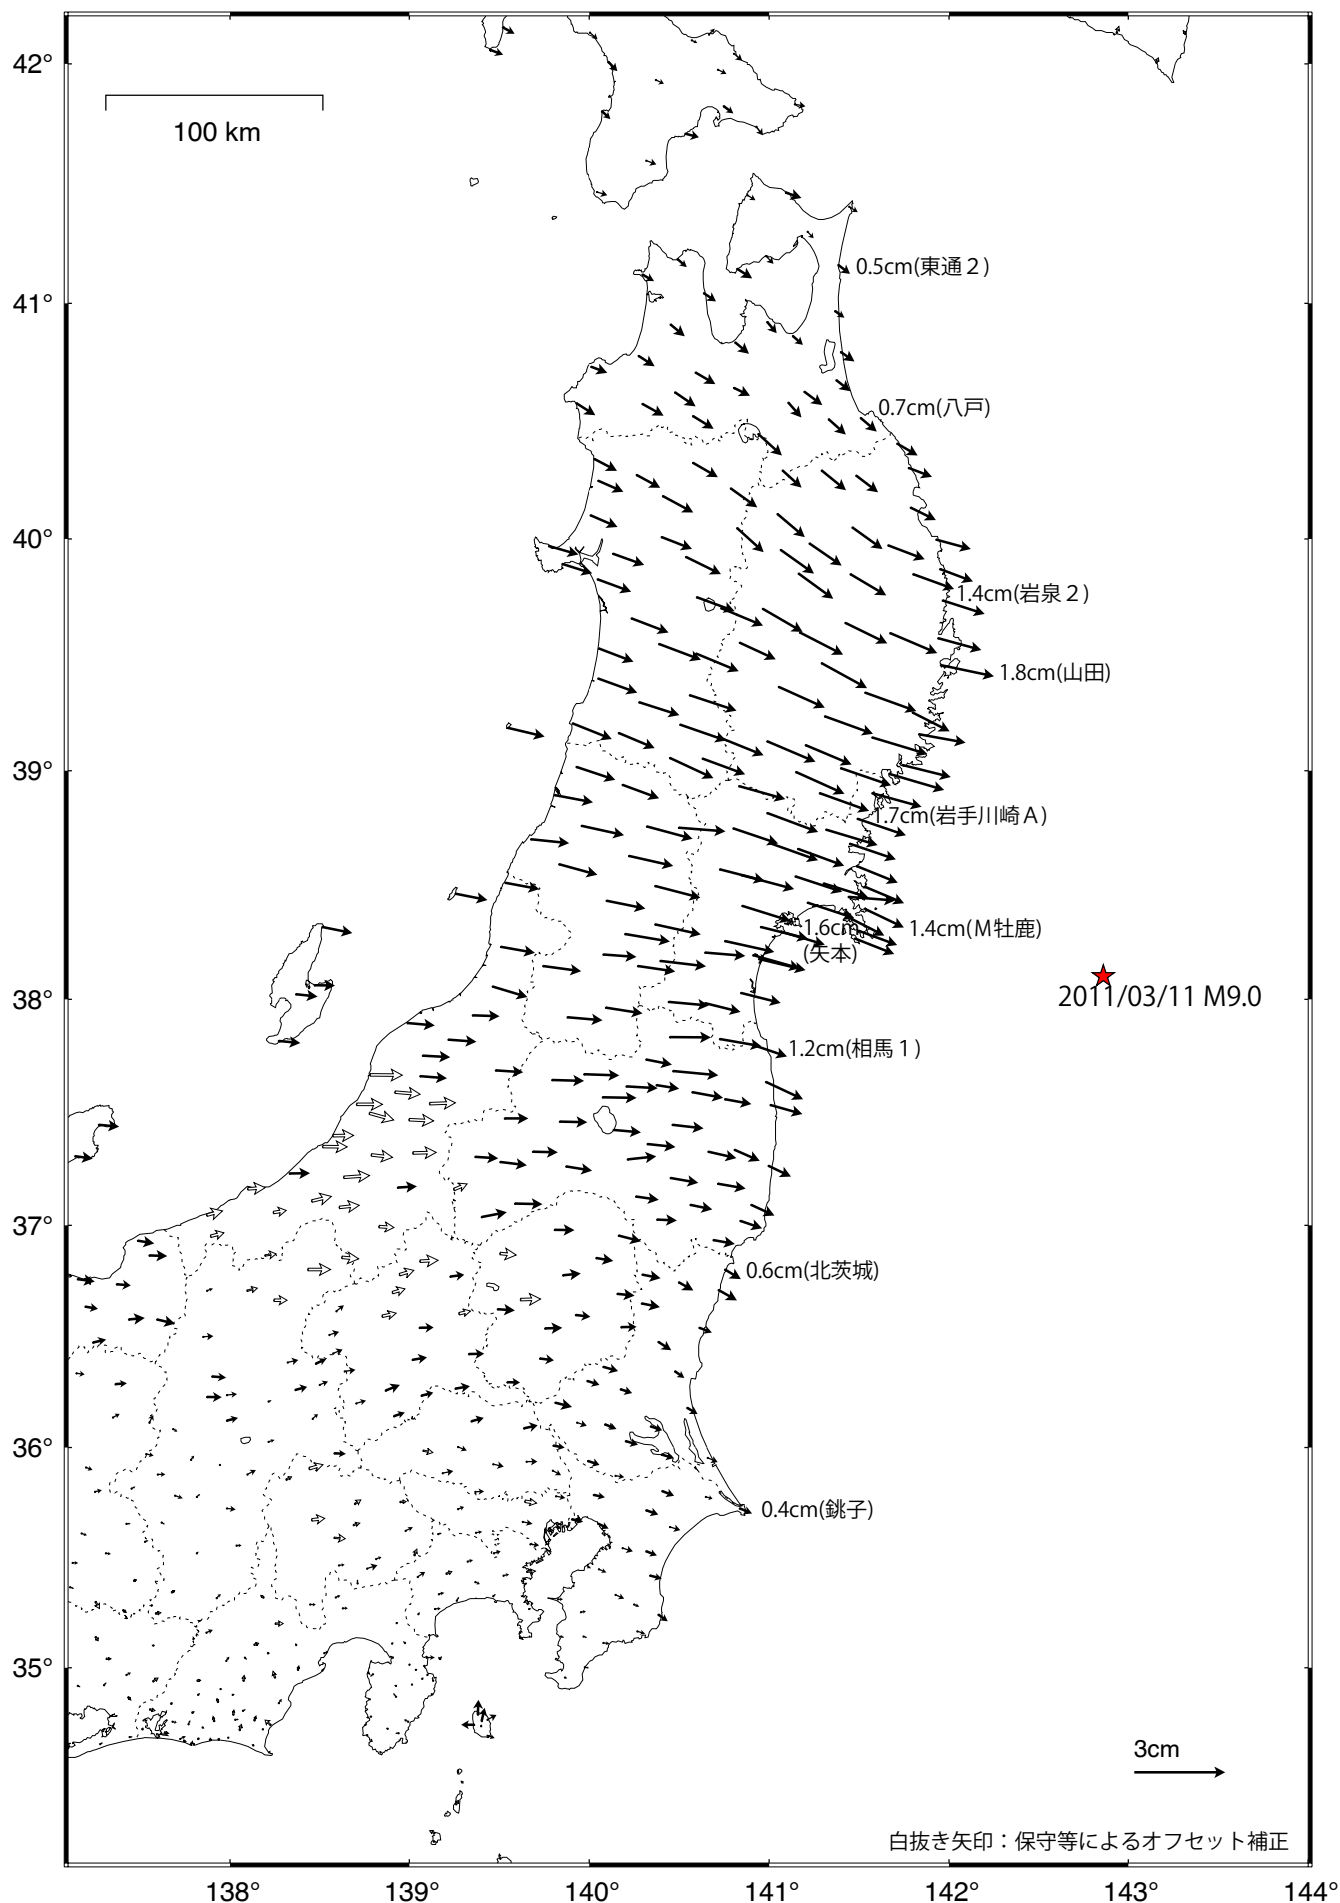 42°
100 km
0.5cm(東通２)
41°
0.7cm(八戸)
40°
1.4cm(岩泉２)
1.8cm(山田)
39°
1.7cm(岩手川崎Ａ)
1.6cm
(矢本)
1.4cm(M牡鹿)
38°
2011/03/11 M9.0
1.2cm(相馬１)
37°
0.6cm(北茨城)
36°
0.4cm(銚子)
35°
3cm
白抜き矢印：保守等によるオフセット補正
138° 139° 140° 141° 142° 143° 144°